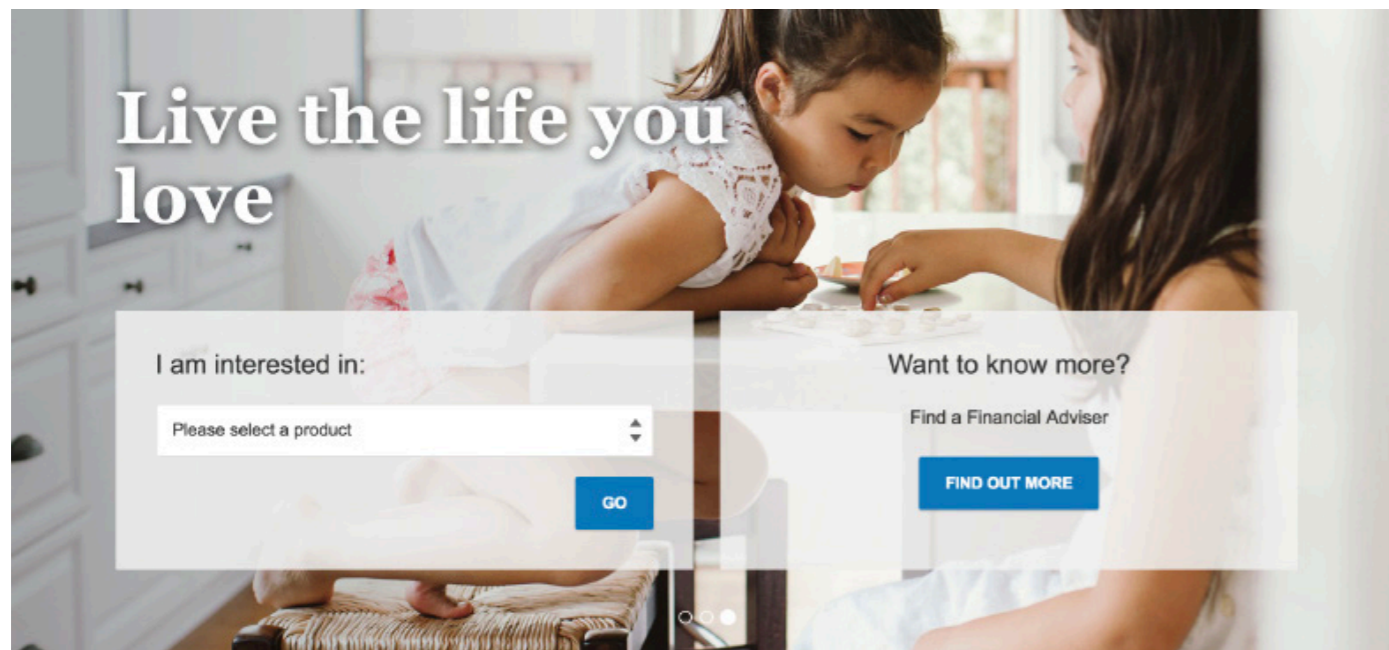 Live the life you
love
I am interested in:
Please select a product
GO
Want to know more?
Find a Financial Adviser
FIND OUT MORE